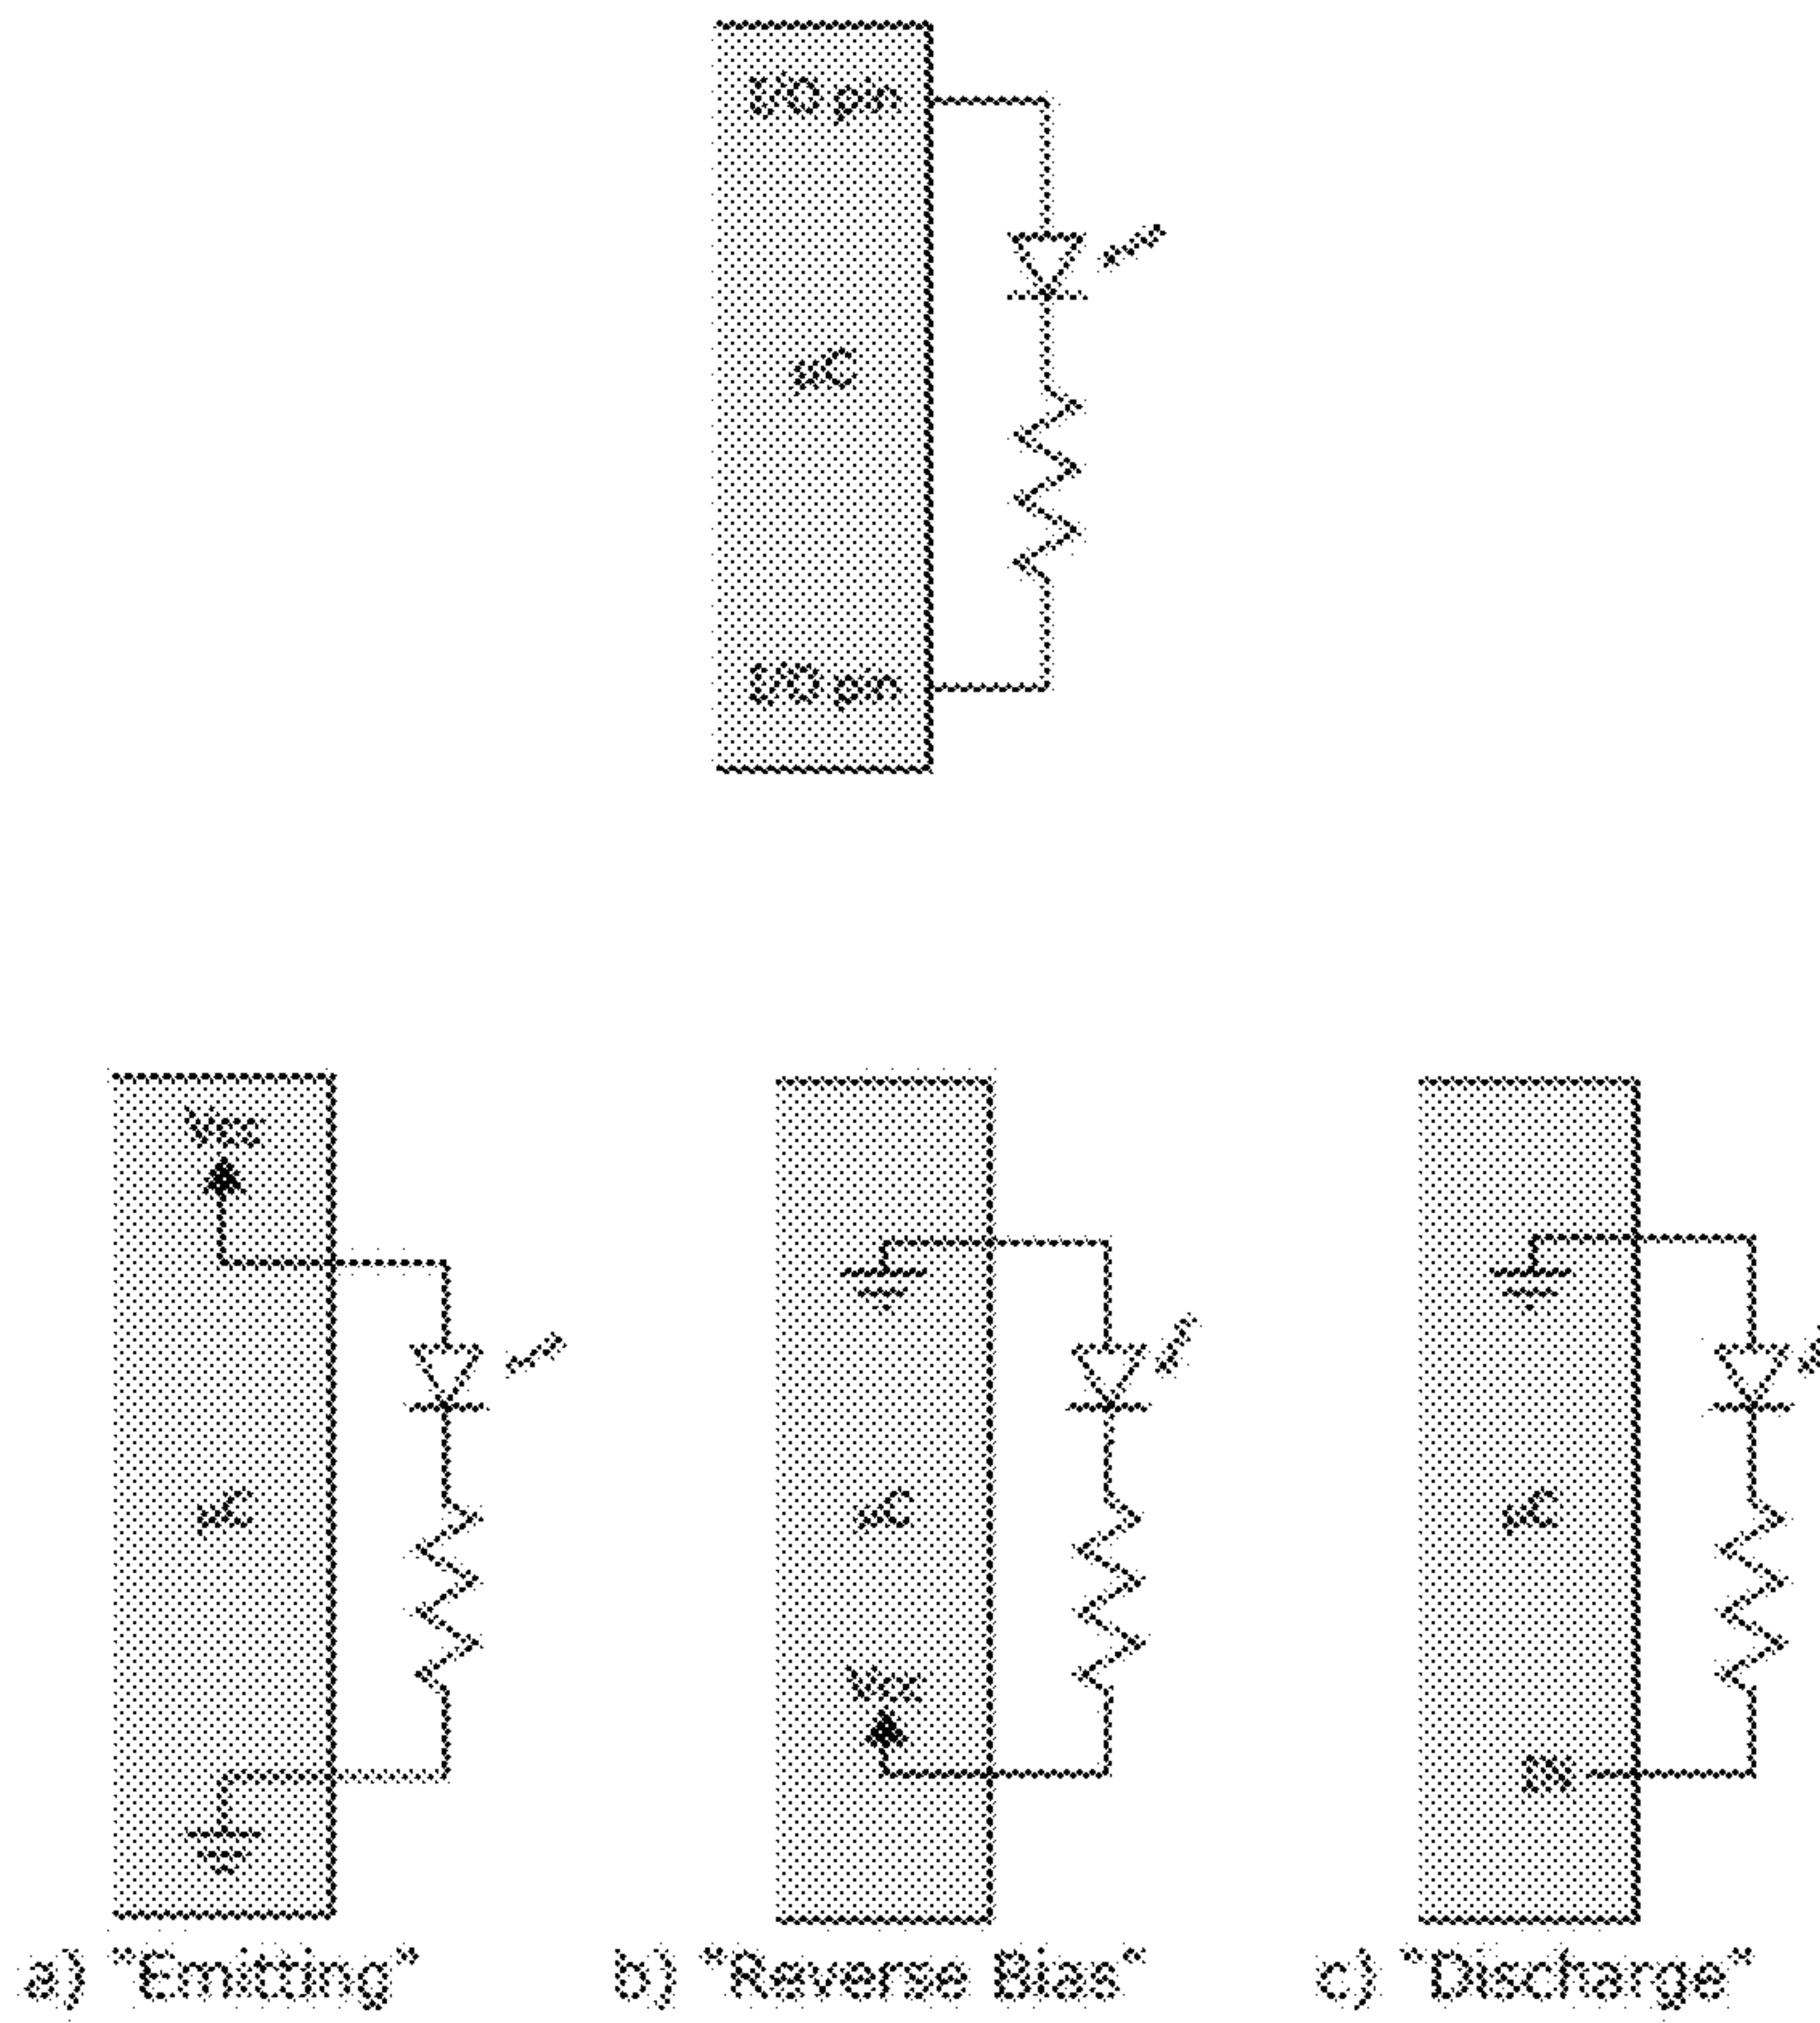 I/O pin
µC
I/O pin
Vcc
µC
µC
Vcc
µC
IN
a) "Emitting"
b) "Reverse Bias"
c) "Discharge"